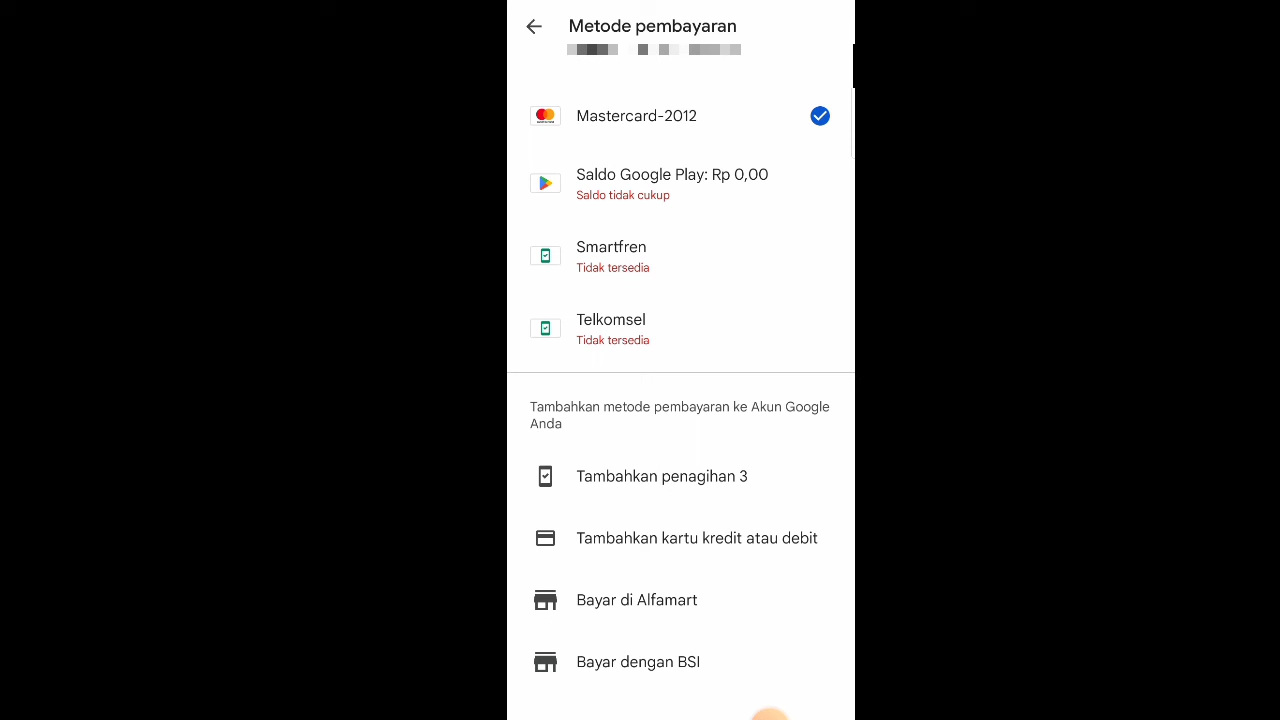 Metode pembayaran
Mastercard-2012
Saldo Google Play: Rp 0,00
Saldo tidak cukup
Smartfren
Tidak tersedia
Telkomsel
Tidak tersedia
Tambahkan metode pembayaran ke Akun Google
Anda
Tambahkan penagihan 3
Tambahkan kartu kredit atau debit
Bayar di Alfamart
Bayar dengan BSI